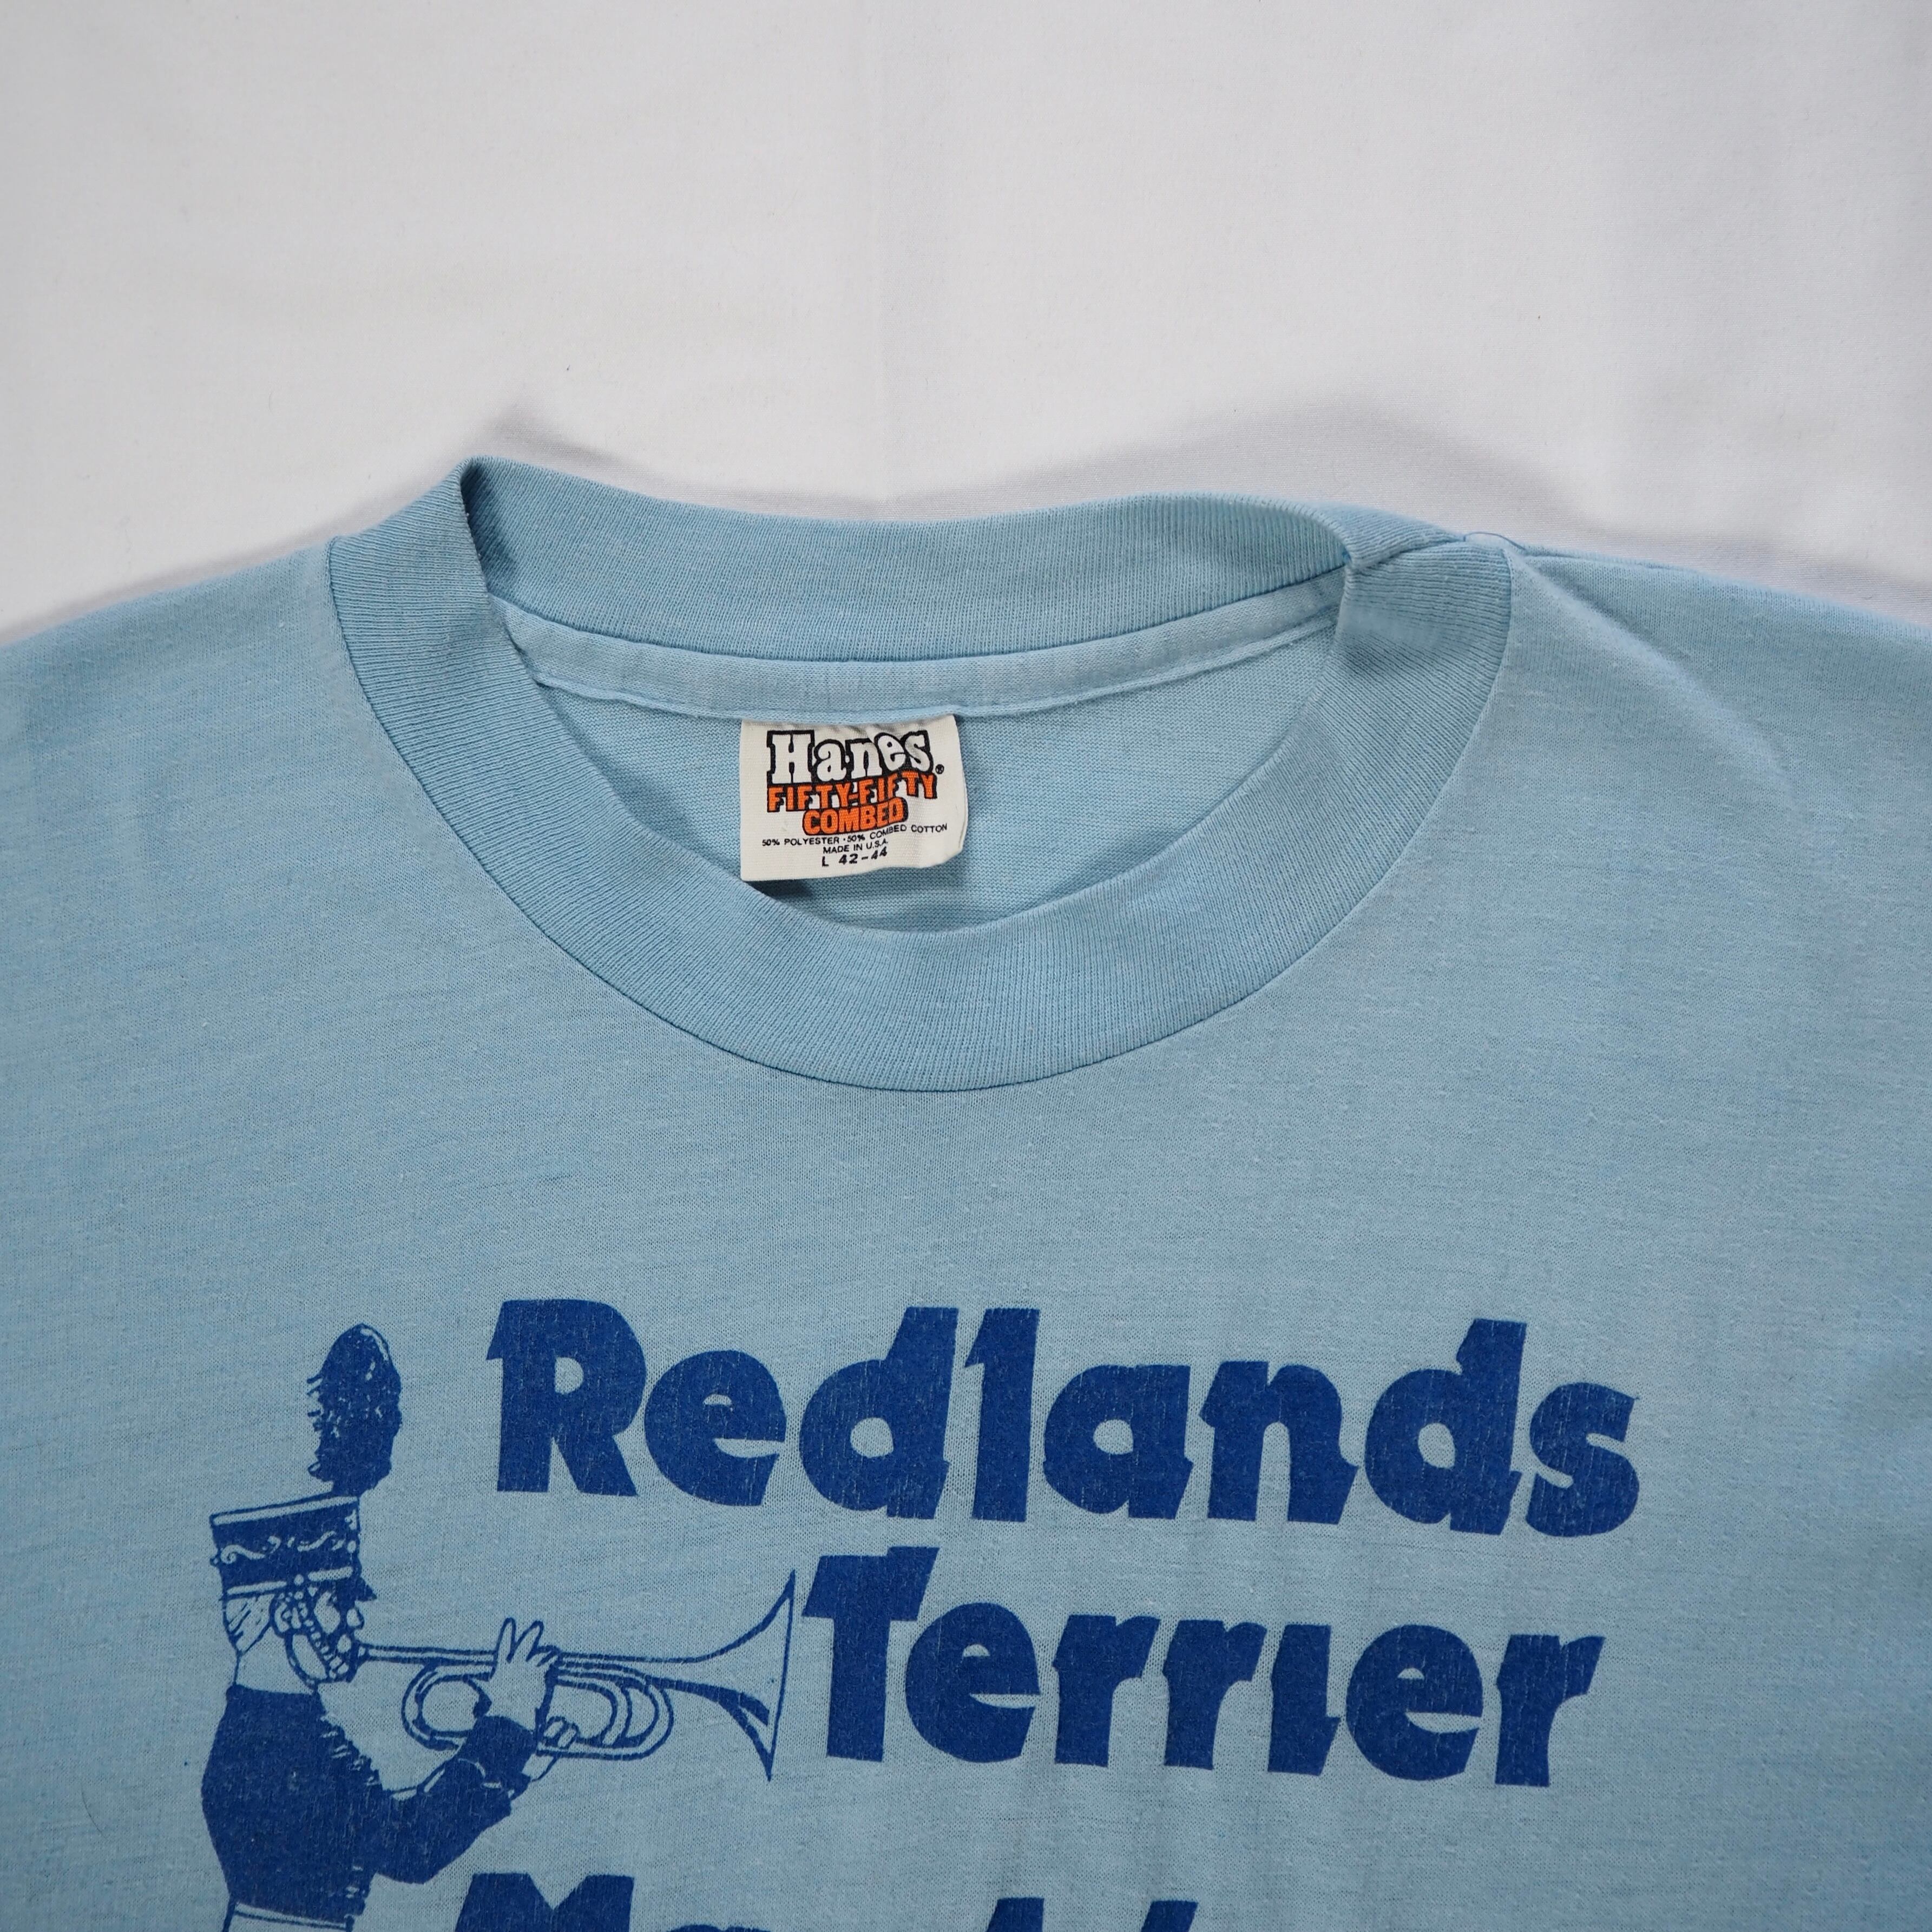 Hanes®
FIFTY-FIFTY
COMBED
50% POLYESTER • 50% COMBED COTTON
MADE IN U.S.A.
L 42-44
Redlands
Terrier